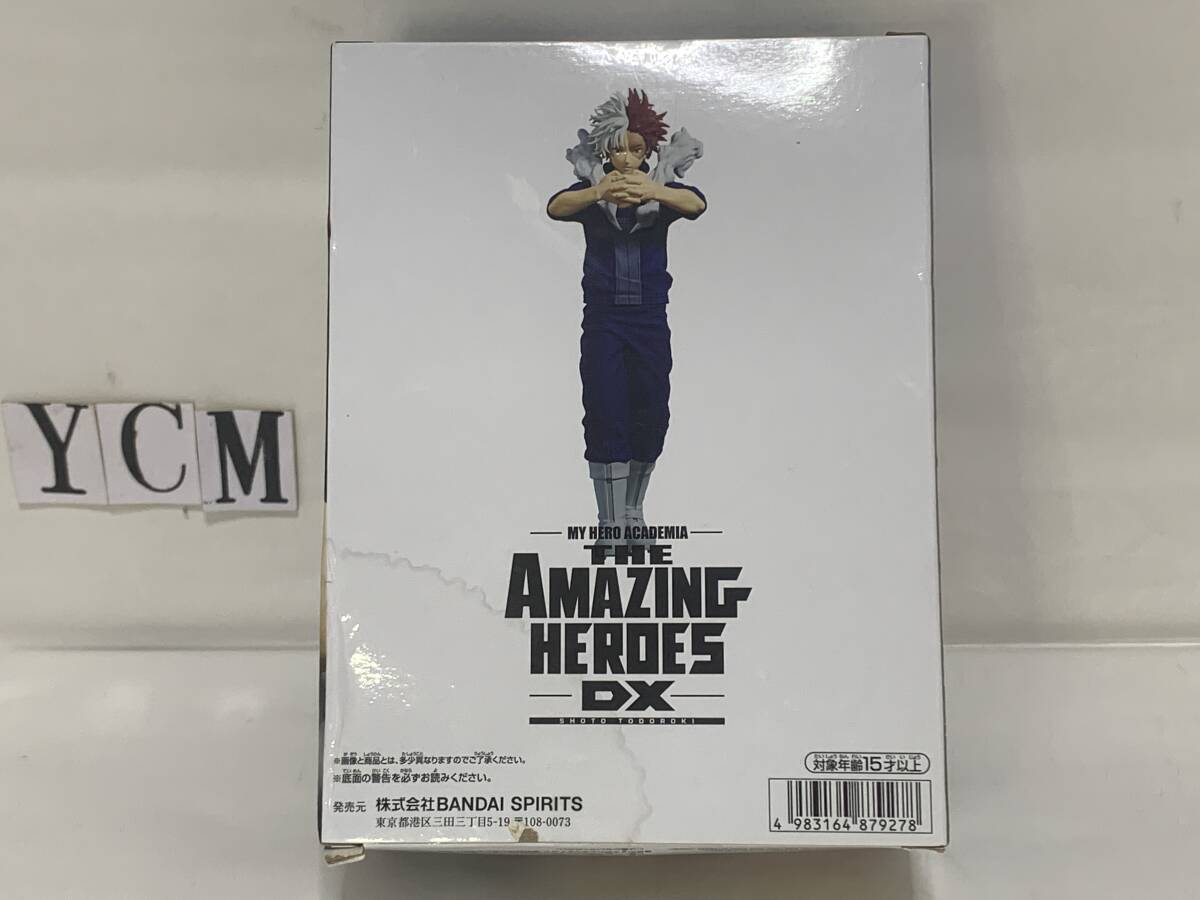 YCM
MY HERO ACADEMIA
THE
AMAZING
HEROES
DX
SHOTO TODOROKI
※画像と商品とは、多少異なりますのでご了承ください。
※底面の警告を必ずお読みください。
対象年齢15才以上
発売元 株式会社BANDAI SPIRITS
東京都港区三田三丁目5-19 〒108-0073
4 983164 879278